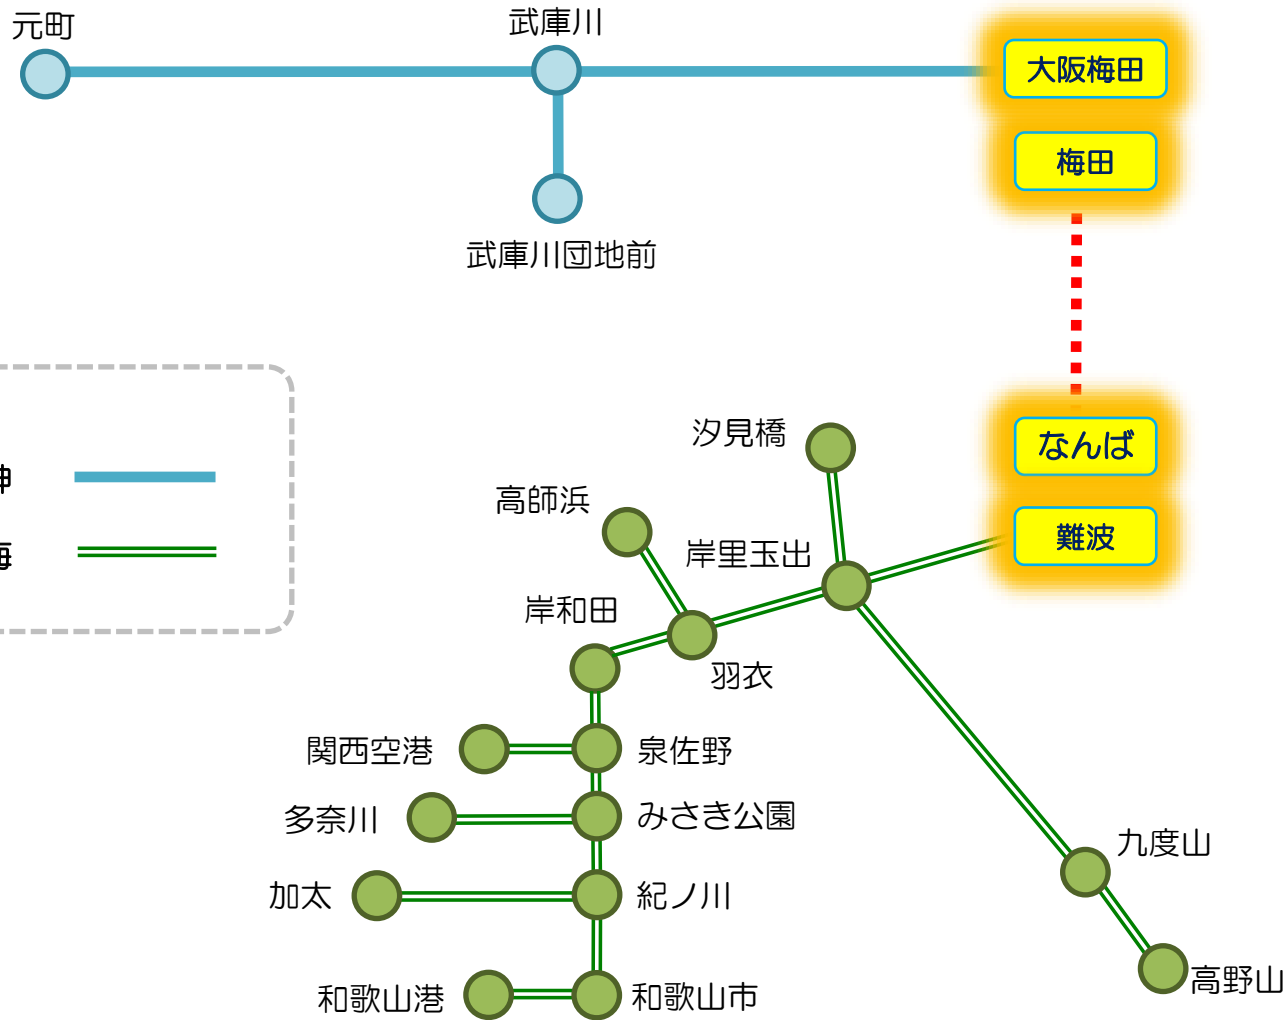 元町
武庫川
大阪梅田
梅田
武庫川団地前
なんば
難波
汐見橋
高師浜
岸里玉出
岸和田
羽衣
関西空港
泉佐野
多奈川
みさき公園
九度山
加太
紀ノ川
高野山
和歌山港
和歌山市